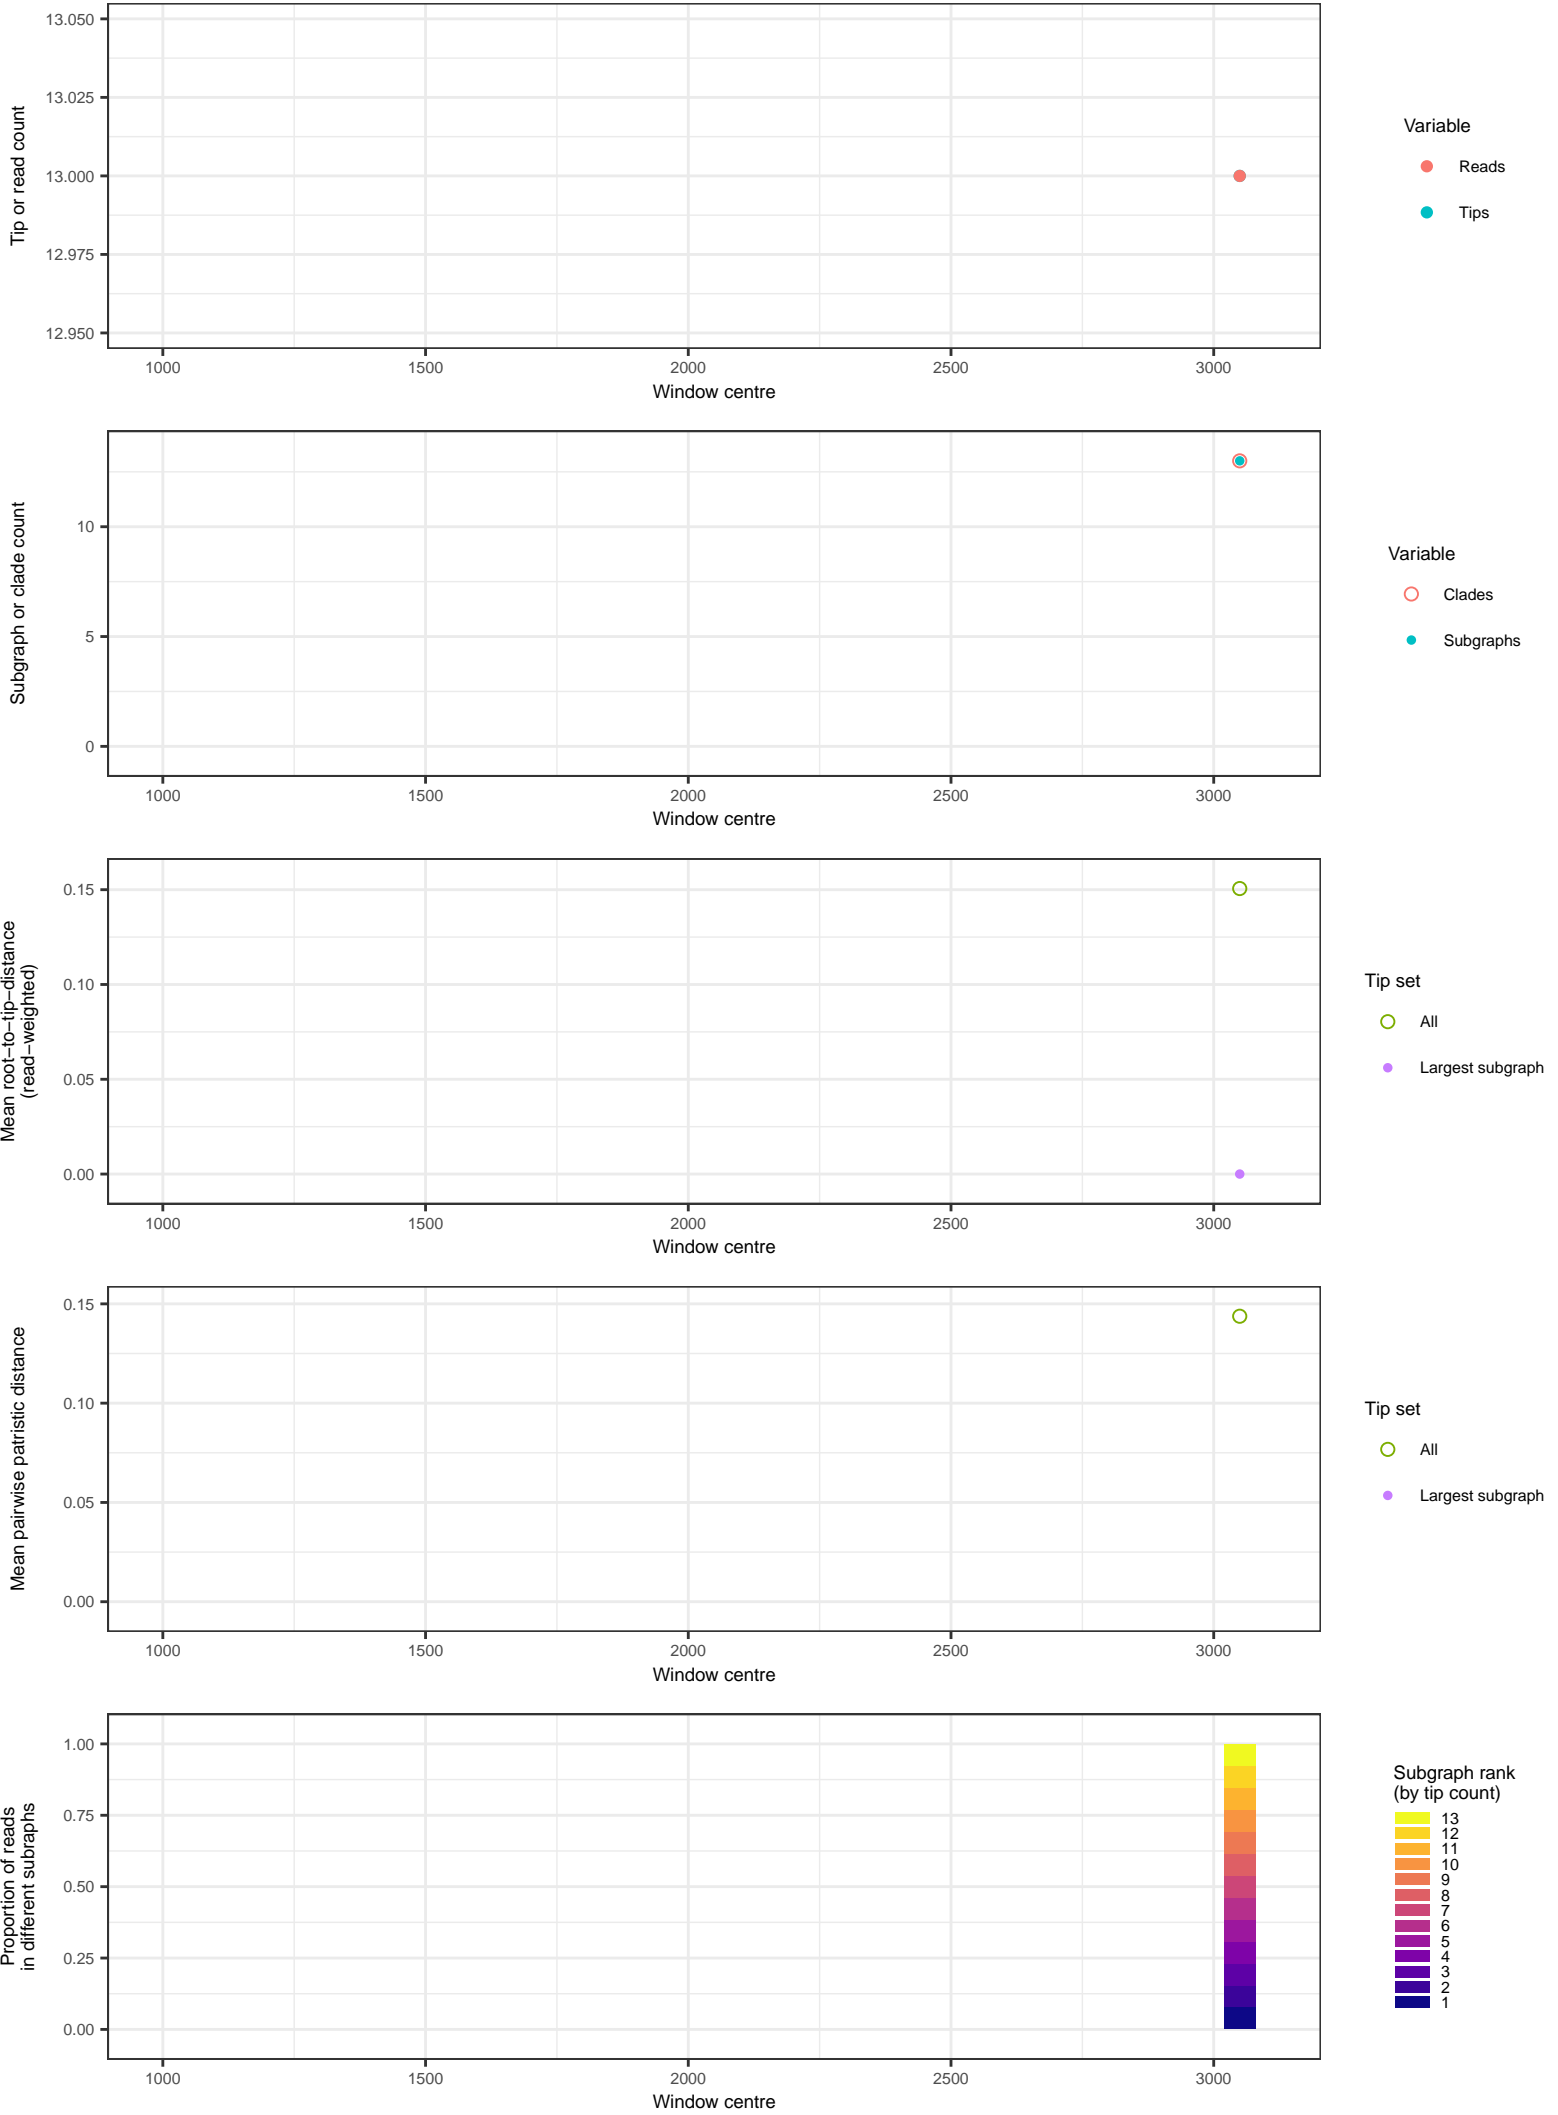 13.050
13.025
13.000
12.975
12.950
Tip or read count
1000 1500 2000 2500 3000
Window centre
Variable
Reads
Tips
10
5
0
Subgraph or clade count
1000 1500 2000 2500 3000
Window centre
Variable
Clades
Subgraphs
0.15
0.10
0.05
0.00
Mean root−to−tip−distance
(read−weighted)
1000 1500 2000 2500 3000
Window centre
Tip set
All
Largest subgraph
0.15
0.10
0.05
0.00
Mean pairwise patristic distance
1000 1500 2000 2500 3000
Window centre
Tip set
All
Largest subgraph
1.00
0.75
0.50
0.25
0.00
Proportion of reads
in different subraphs
1000 1500 2000 2500 3000
Window centre
Subgraph rank
(by tip count)
13
12
11
10
9
8
7
6
5
4
3
2
1